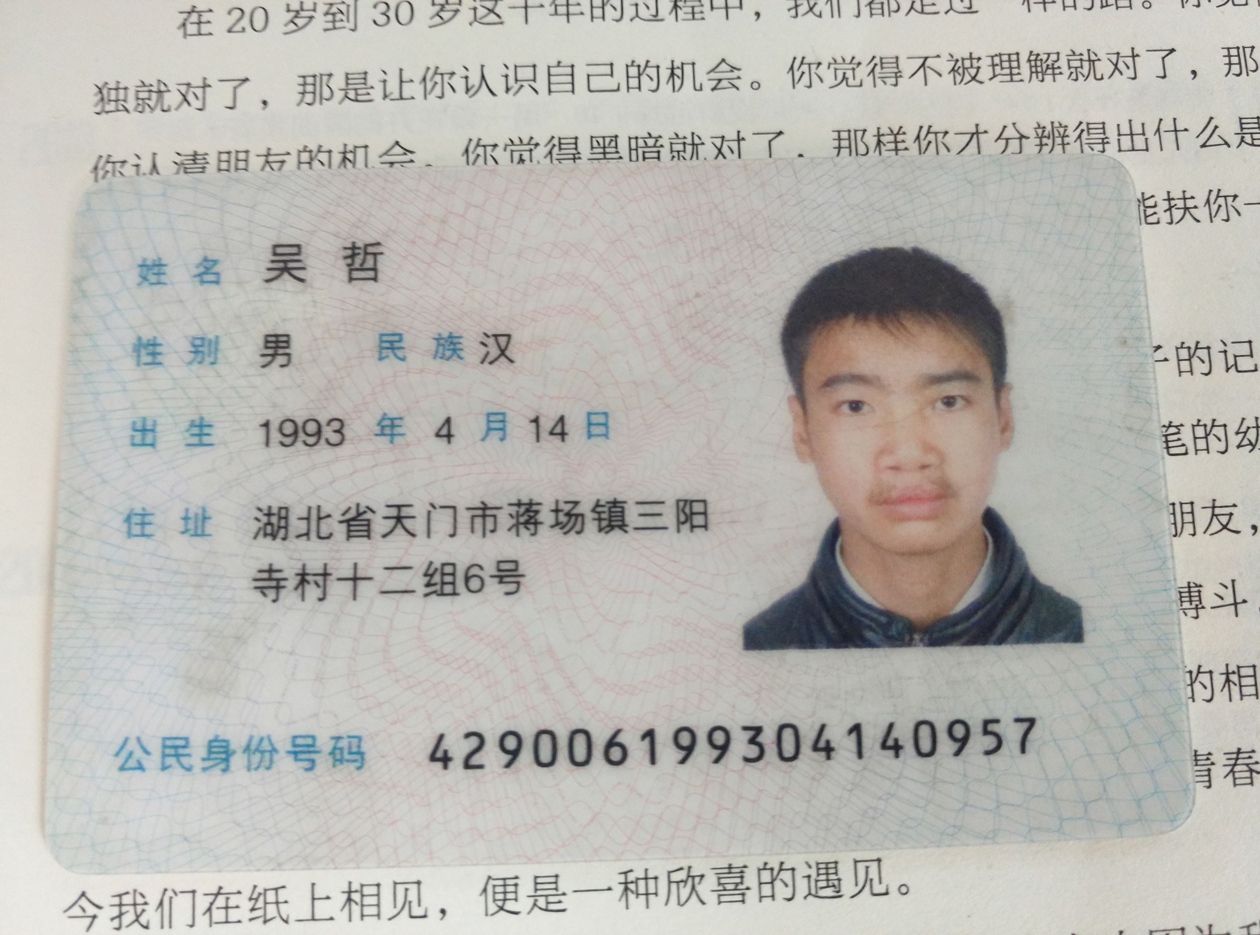 在 20 岁到 30 岁这十年的过程中，我们都走过一样的路。你觉
独就对了，那是让你认识自己的机会。你觉得不被理解就对了，那
你认清朋友的机会。你觉得黑暗就对了，那样你才分辨得出什么是
能扶你一
姓名 吴哲
性别 男 民族 汉
子的记
出生 1993 年 4 月 14 日
笔的幼
住址 湖北省天门市蒋场镇三阳
朋友，
寺村十二组6号
搏斗
的相
公民身份号码 429006199304140957
青春
今我们在纸上相见，便是一种欣喜的遇见。